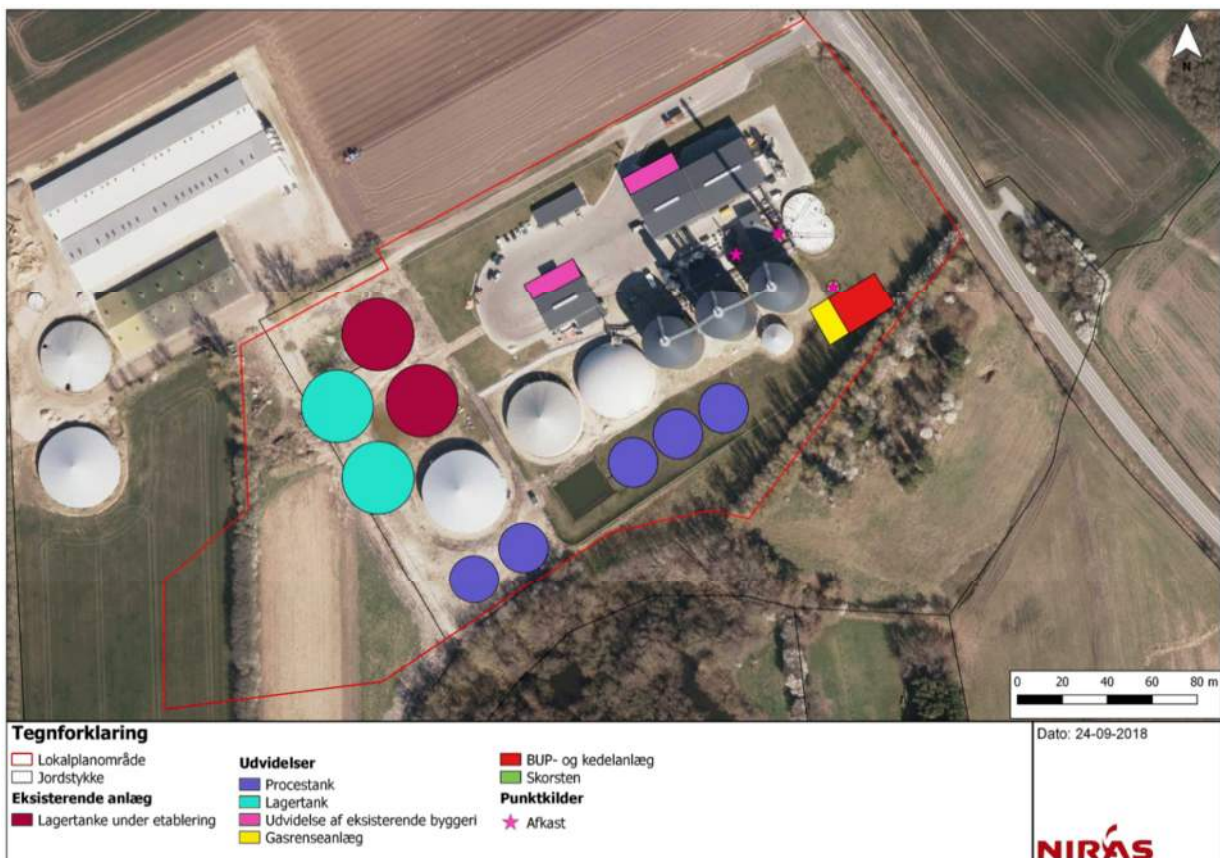 N
0 20 40 60 80 m
Tegnforklaring
Lokalplanområde
Jordstykke
Eksisterende anlæg
Lagertanke under etablering
Udvidelser
Procestank
Lagertank
Udvidelse af eksisterende byggeri
Gasrenseanlæg
BUP- og kedelanlæg
Skorsten
Punktkilder
Afkast
Dato: 24-09-2018
NIRAS